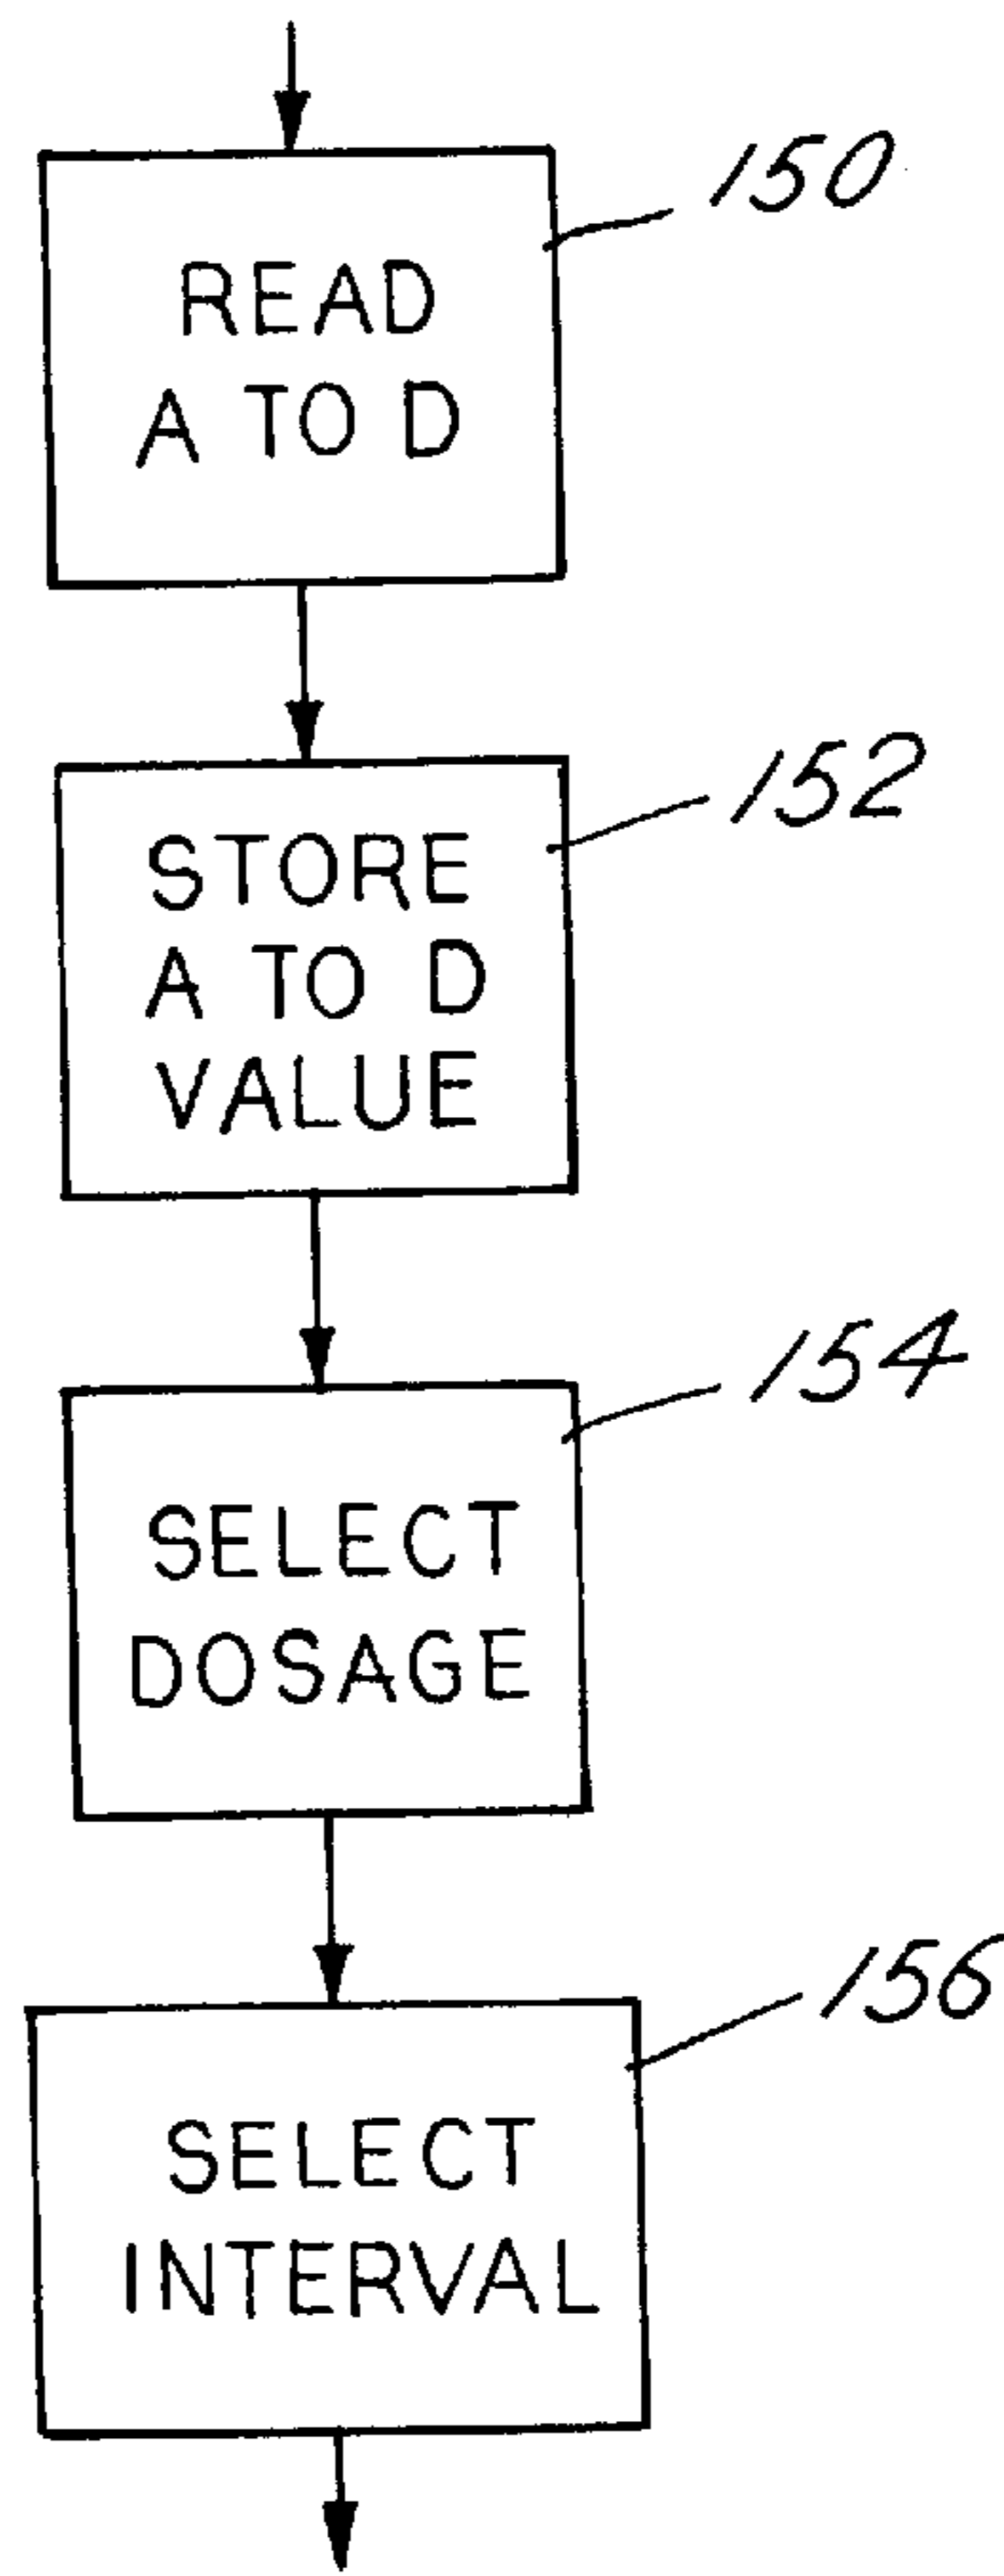 150
READ
A TO D
152
STORE
A TO D
VALUE
154
SELECT
DOSAGE
156
SELECT
INTERVAL